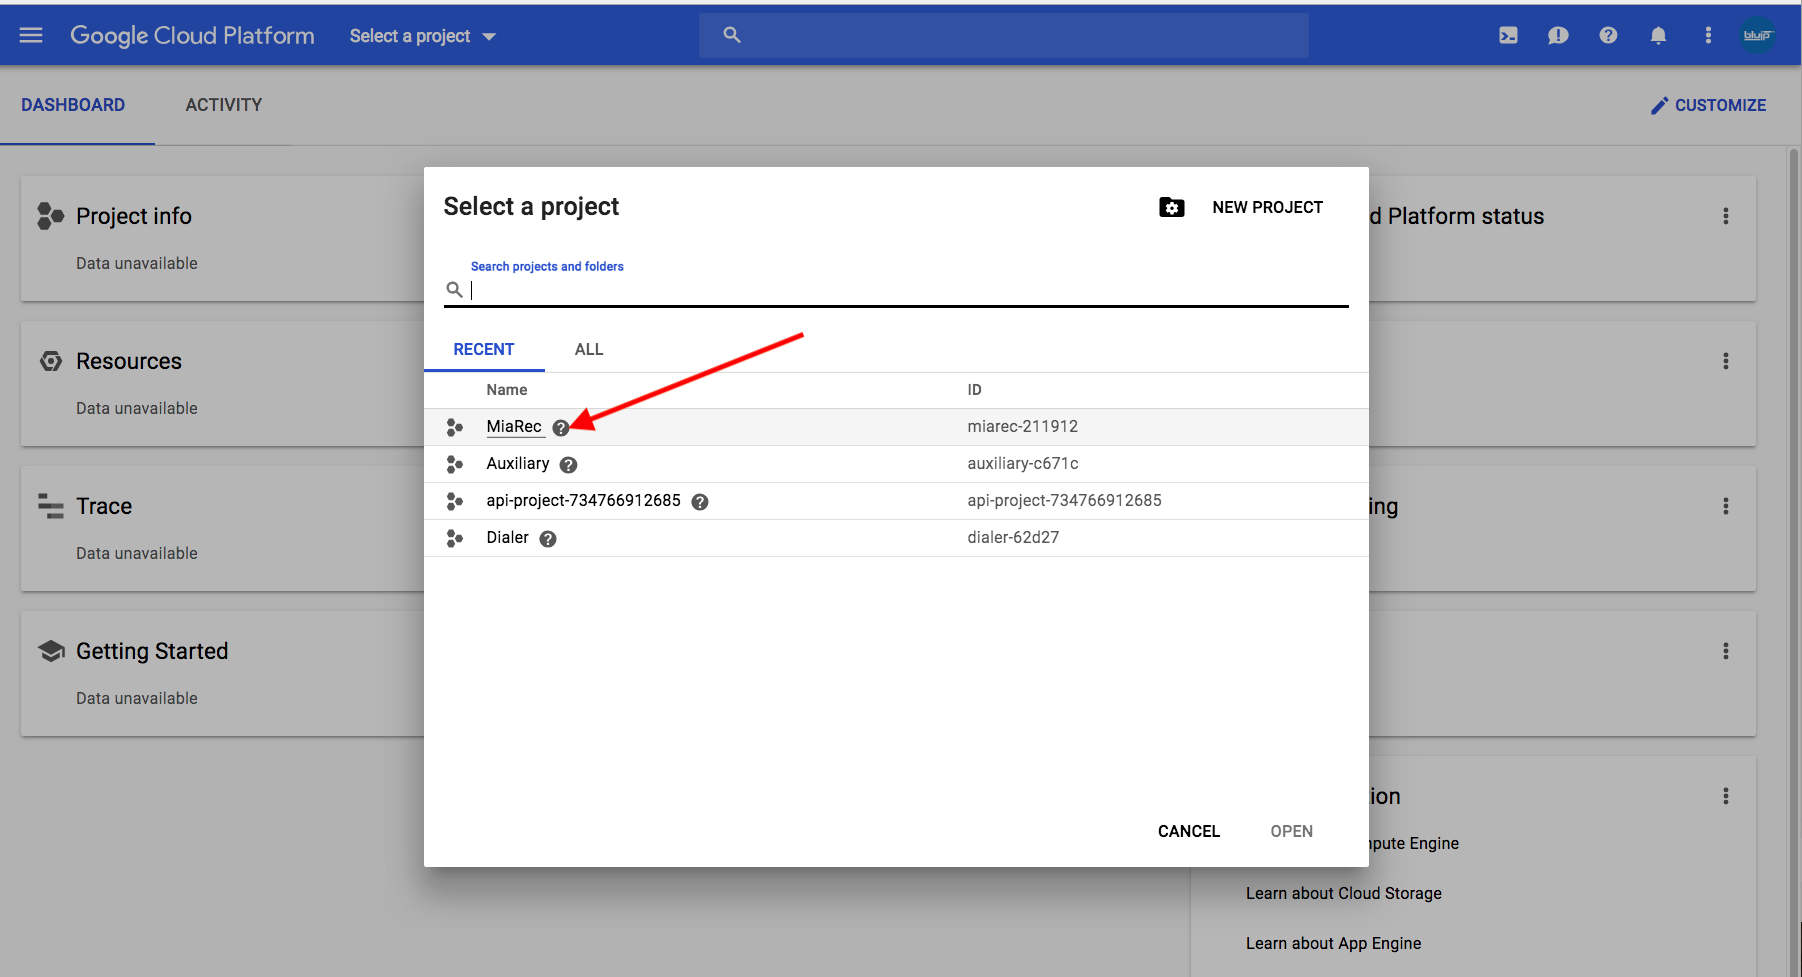 Google Cloud Platform Select a project
bluip
DASHBOARD ACTIVITY CUSTOMIZE
Project info
Data unavailable
Resources
Data unavailable
Trace
Data unavailable
Getting Started
Data unavailable
Select a project NEW PROJECT
Search projects and folders
RECENT ALL
Name ID
MiaRec miarec-211912
Auxiliary auxiliary-c671c
api-project-734766912685 api-project-734766912685
Dialer dialer-62d27
CANCEL OPEN
d Platform status
ing
ion
pute Engine
Learn about Cloud Storage
Learn about App Engine